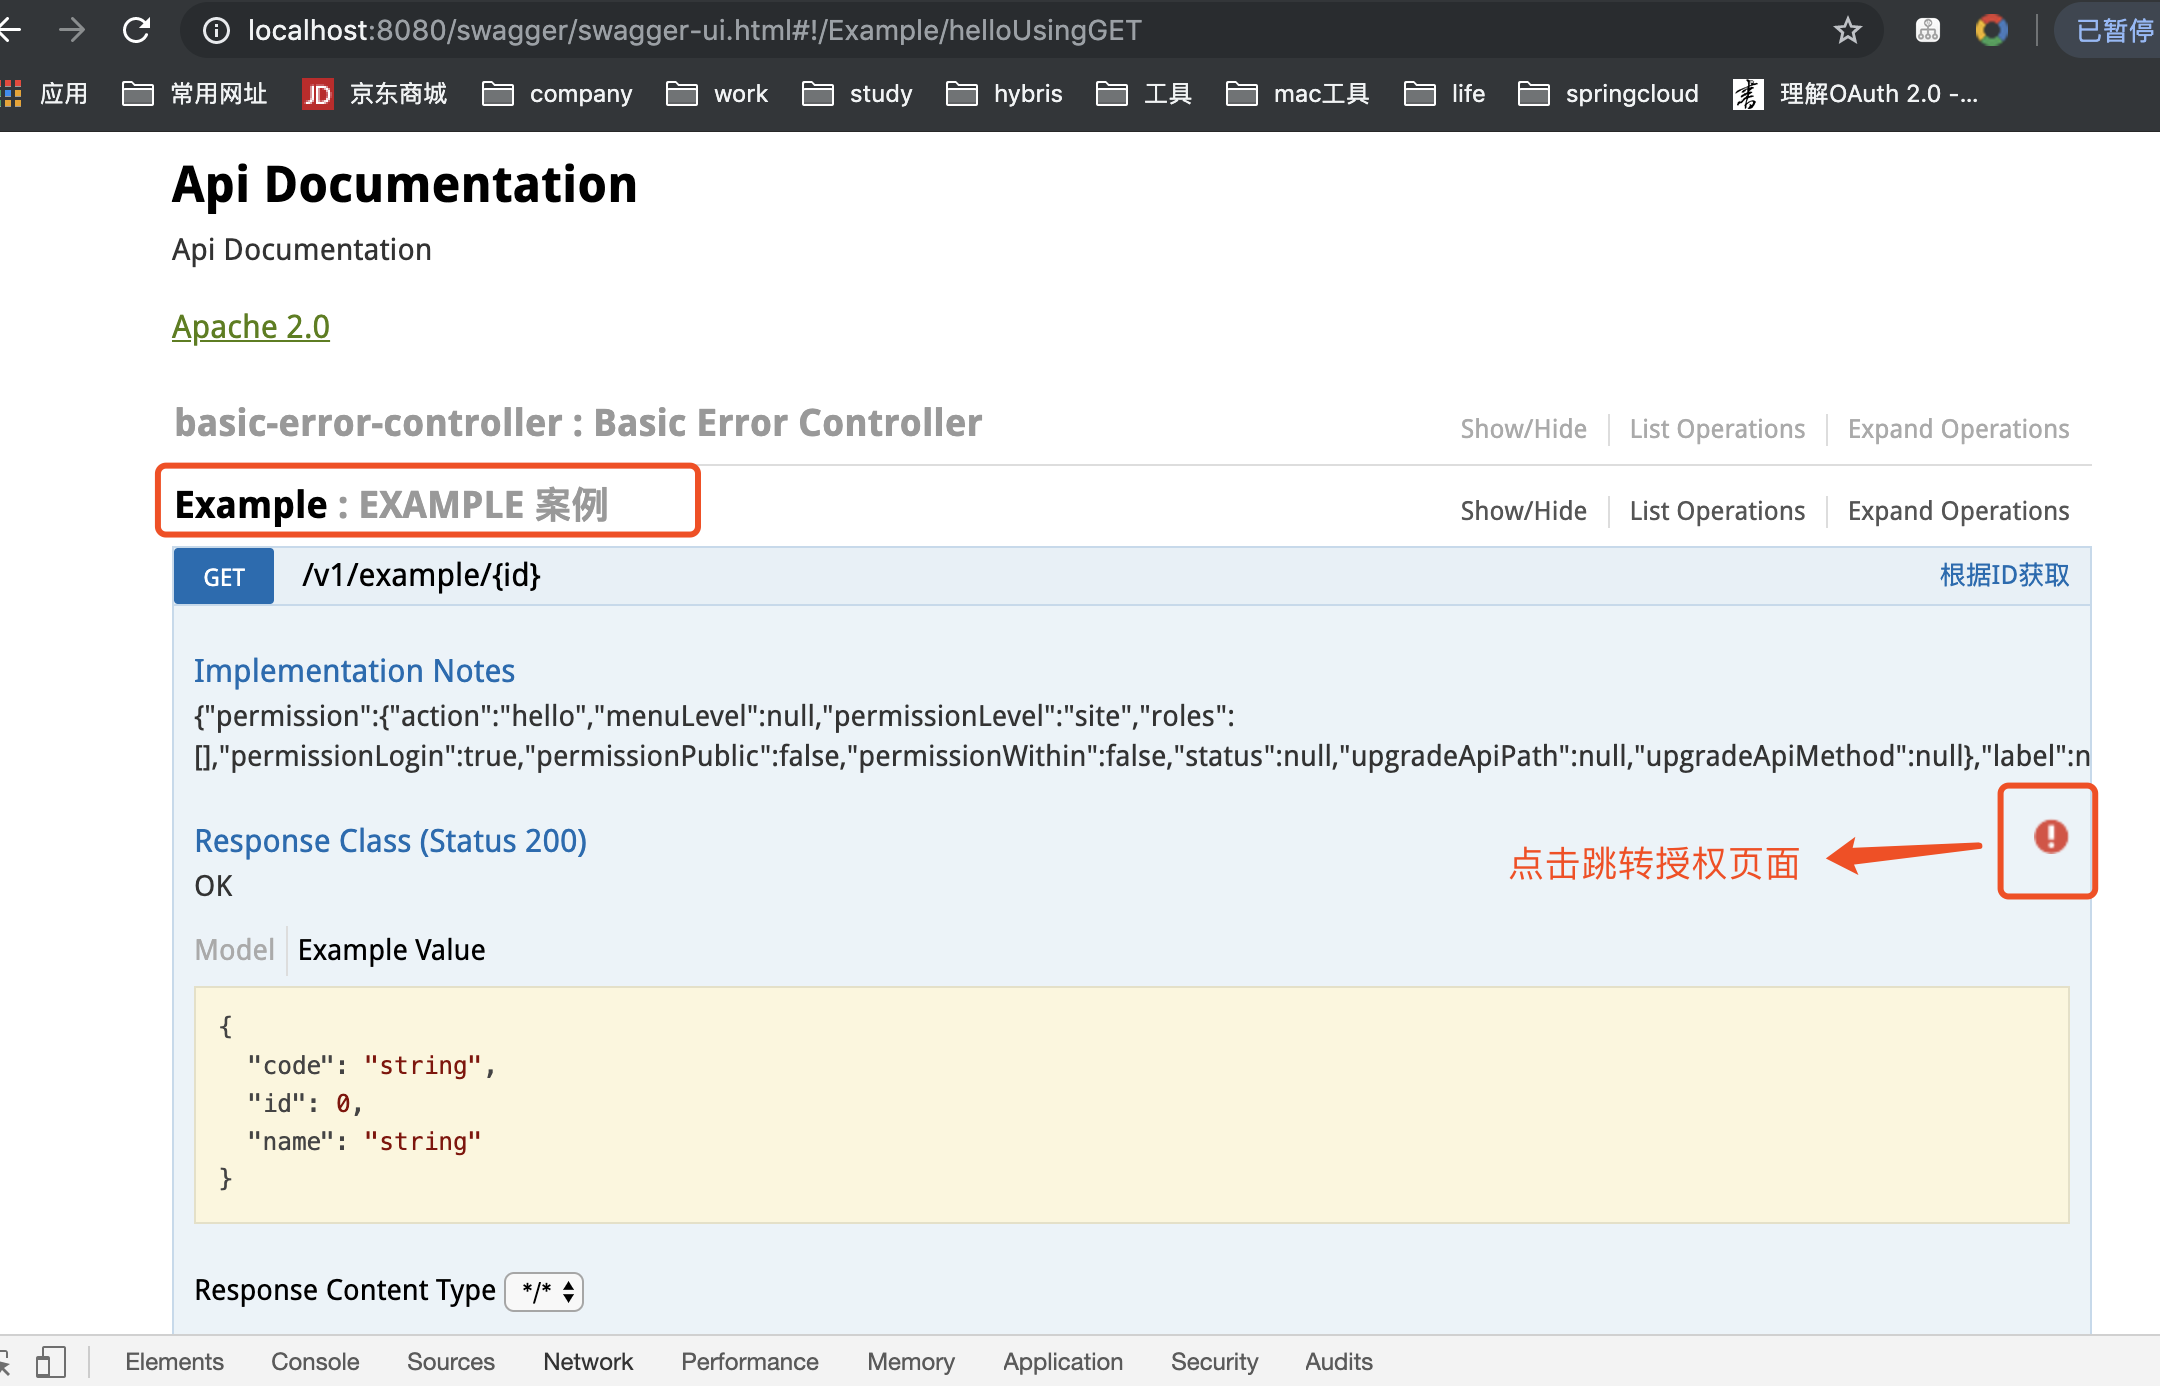 localhost:8080/swagger/swagger-ui.html#!/Example/helloUsingGET 已暂停
应用 常用网址 JD 京东商城 company work study hybris 工具 mac工具 life springcloud 理解OAuth 2.0 -...
Api Documentation
Api Documentation
Apache 2.0
basic-error-controller : Basic Error Controller Show/Hide List Operations Expand Operations
Example : EXAMPLE 案例 Show/Hide List Operations Expand Operations
GET /v1/example/{id} 根据ID获取
Implementation Notes
{"permission":{"action":"hello","menuLevel":null,"permissionLevel":"site","roles":
[],"permissionLogin":true,"permissionPublic":false,"permissionWithin":false,"status":null,"upgradeApiPath":null,"upgradeApiMethod":null},"label":n
Response Class (Status 200)
点击跳转授权页面
OK
Model Example Value
{
"code": "string",
"id": 0,
"name": "string"
}
Response Content Type */*
Elements Console Sources Network Performance Memory Application Security Audits